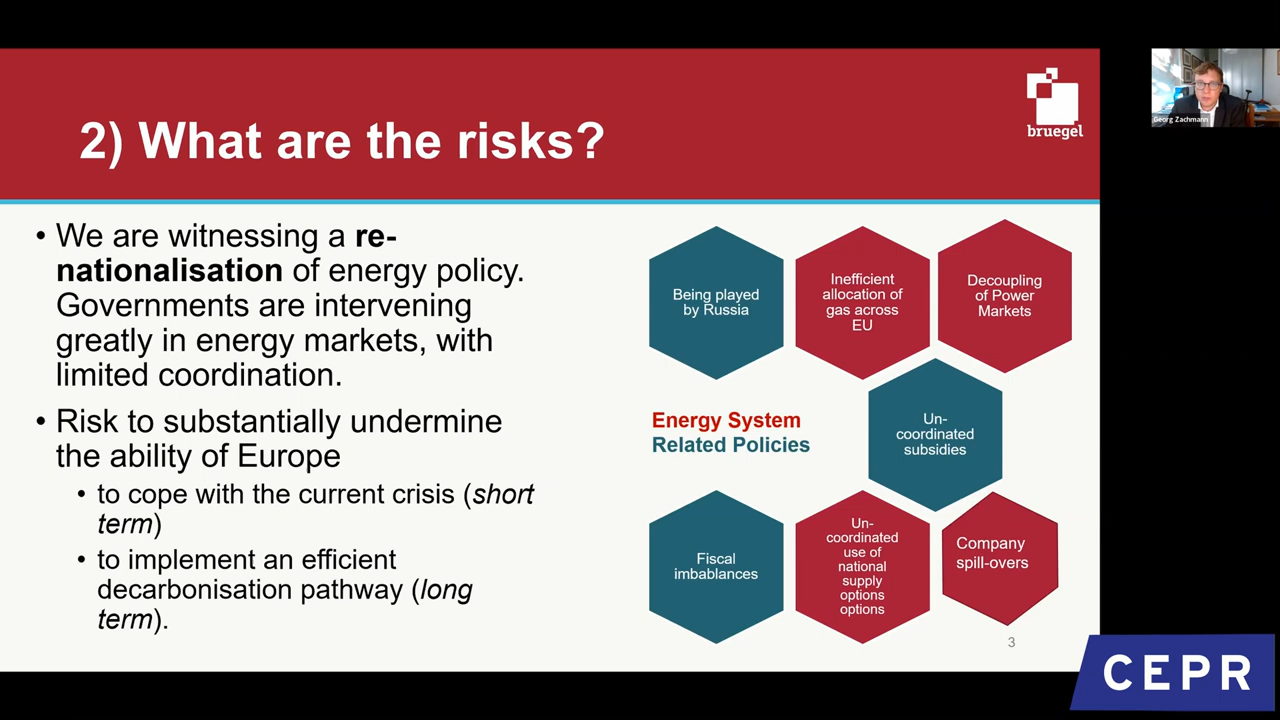 2) What are the risks?
bruegel
Georg Zachmann
• We are witnessing a re-
nationalisation of energy policy.
Governments are intervening
greatly in energy markets, with
limited coordination.
• Risk to substantially undermine
the ability of Europe
• to cope with the current crisis (short
term)
• to implement an efficient
decarbonisation pathway (long
term).
Being played
by Russia
Inefficient
allocation of
gas across
EU
Decoupling
of Power
Markets
Energy System
Related Policies
Un-
coordinated
subsidies
Fiscal
imbablances
Un-
coordinated
use of
national
supply
options
options
Company
spill-overs
3
CEPR